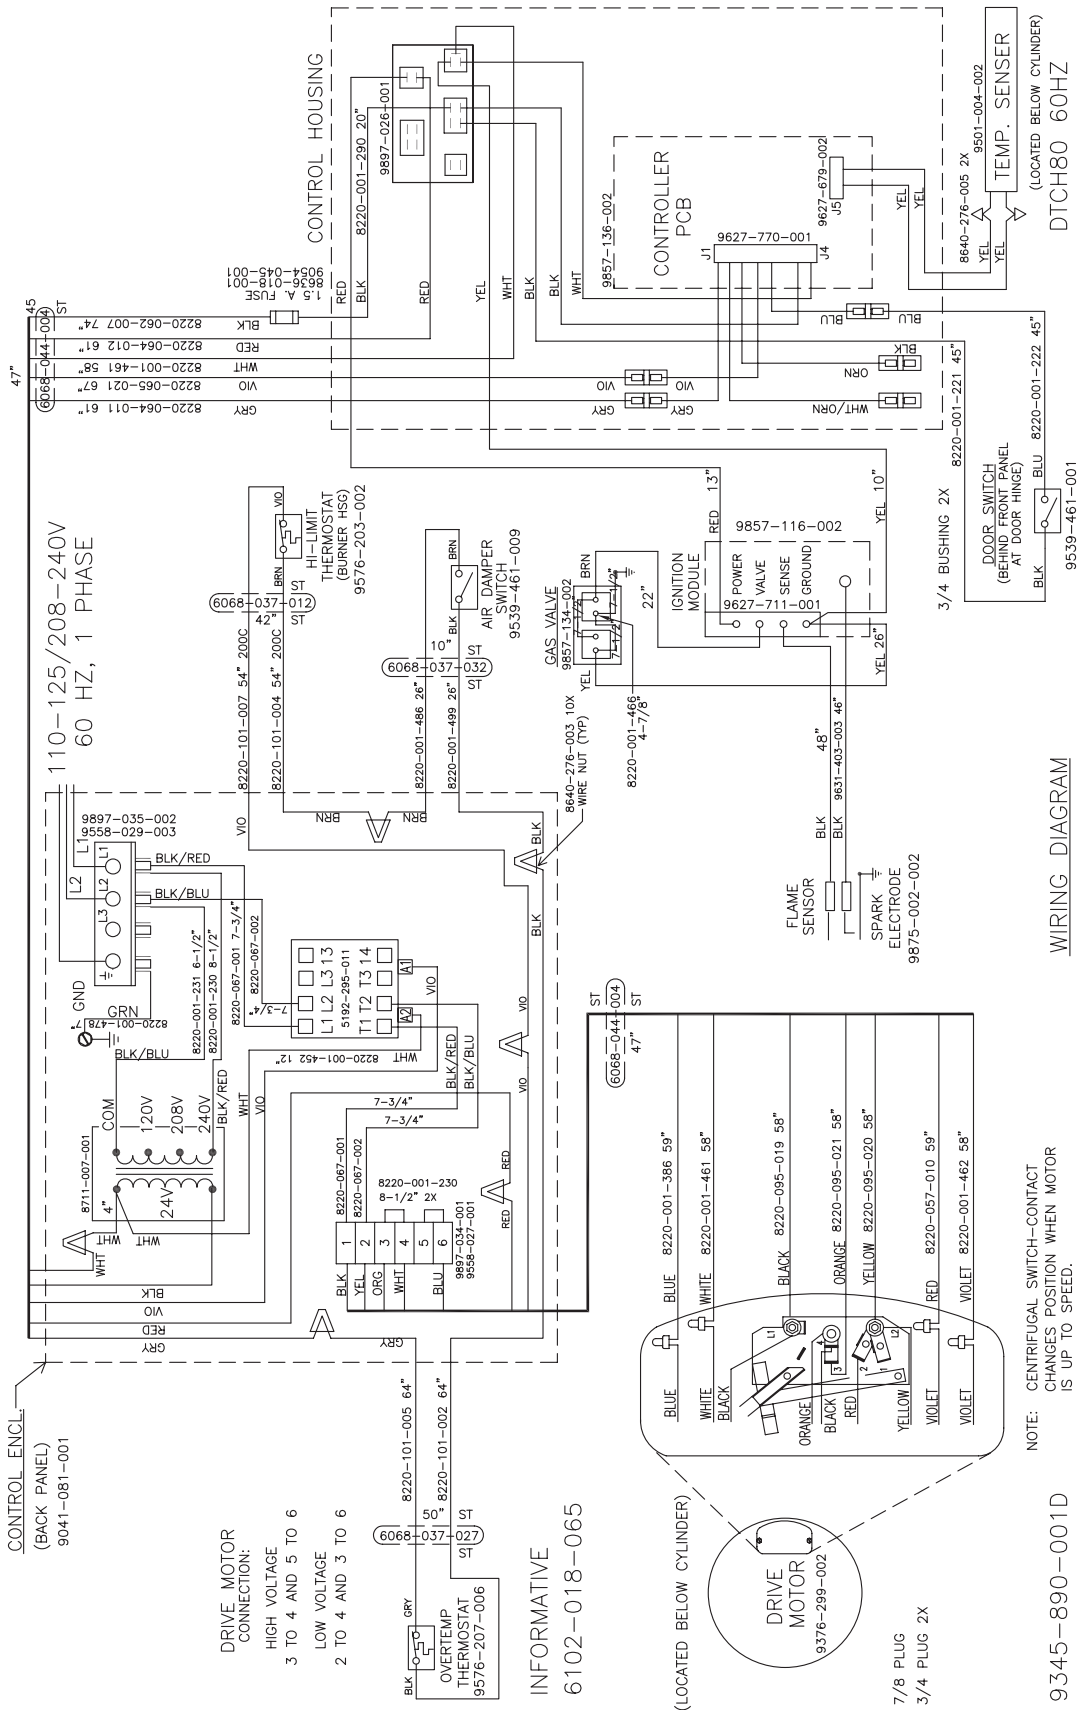 CONTROL ENCL.
(BACK PANEL)
9041-081-001
DRIVE MOTOR
CONNECTION:
HIGH VOLTAGE
3 TO 4 AND 5 TO 6
LOW VOLTAGE
2 TO 4 AND 3 TO 6
INFORMATIVE
6102-018-065
BLK
GRY
OVERTEMP
THERMOSTAT
9576-207-006
50"
ST
6068-037-027
ST
8220-101-005 64"
8220-101-002 64"
GRY
RED
VIO
BLK
GRY
WHT
WHT
WHT
8711-007-001
4"
24V
COM
120V
208V
240V
BLK/BLU
BLK/RED
GND
GRN
8220-001-478 7"
8220-001-231 6-1/2"
8220-001-230 8-1/2"
8220-067-001 7-3/4"
8220-067-002
7-3/4"
L1
L2
L3
L2
L1
BLK/RED
BLK/BLU
9897-035-002
9558-029-003
110-125/208-240V
60 HZ, 1 PHASE
L1 L2 L3 13
5192-295-011
T1 T2 T3 14
A2
A1
VIO
WHT
8220-001-452 12"
WHT
VIO
BLK/RED
BLK/BLU
7-3/4"
7-3/4"
8220-067-001
8220-067-002
8220-001-230
8-1/2" 2X
1
2
3
4
5
6
BLK
YEL
ORG
WHT
BLU
9897-034-001
9558-027-001
RED
RED
VIO
VIO
BLK
BLK
VIO
BRN
BRN
8220-101-007 54" 200C
8220-101-004 54" 200C
42"
ST
6068-037-012
ST
BRN
VIO
HI-LIMIT
THERMOSTAT
(BURNER HSG)
9576-203-002
8220-001-486 26"
8220-001-499 26"
10"
ST
6068-037-032
ST
BLK
BRN
AIR DAMPER
SWITCH
9539-461-009
8640-276-003 10X
WIRE NUT (TYP)
8220-001-466
4-7/8"
GAS VALVE
9857-134-002
YEL
BRN
7-1/2"
7-1/2"
22"
IGNITION
MODULE
POWER
VALVE
SENSE
GROUND
9627-711-001
9857-116-002
RED
13"
YEL 10"
YEL 26"
48"
9631-403-003 46"
BLK
BLK
FLAME
SENSOR
SPARK
ELECTRODE
9875-002-002
47"
45
ST
6068-044-004
8220-062-007 74"
BLK
8220-064-012 61"
RED
8220-001-461 58"
WHT
8220-065-021 67"
VIO
8220-064-011 61"
GRY
1.5 A. FUSE
8636-018-001
9054-045-001
CONTROL HOUSING
9897-026-001
8220-001-290 20"
RED
BLK
RED
YEL
WHT
BLK
BLK
WHT
VIO
GRY
9857-136-002
CONTROLLER
PCB
J1
9627-770-001
J4
9627-679-002
J5
BLU
BLU
BLK
ORN
WHT/ORN
YEL
YEL
8640-276-005 2X
YEL
YEL
9501-004-002
TEMP. SENSER
(LOCATED BELOW CYLINDER)
DTCH80 60HZ
8220-001-221 45"
8220-001-222 45"
3/4 BUSHING 2X
DOOR SWITCH
(BEHIND FRONT PANEL
AT DOOR HINGE)
BLK
BLU
9539-461-001
ST
6068-044-004
47"
BLUE
8220-001-386 59"
WHITE
8220-001-461 58"
BLACK
8220-095-019 58"
ORANGE
8220-095-021 58"
YELLOW
8220-095-020 58"
RED
8220-057-010 59"
VIOLET
8220-001-462 58"
BLUE
WHITE
BLACK
ORANGE
BLACK
RED
YELLOW
VIOLET
VIOLET
L1
4
3
L2
2
1
(LOCATED BELOW CYLINDER)
DRIVE
MOTOR
9376-299-002
7/8 PLUG
3/4 PLUG 2X
NOTE: CENTRIFUGAL SWITCH-CONTACT
CHANGES POSITION WHEN MOTOR
IS UP TO SPEED.
WIRING DIAGRAM
9345-890-001D